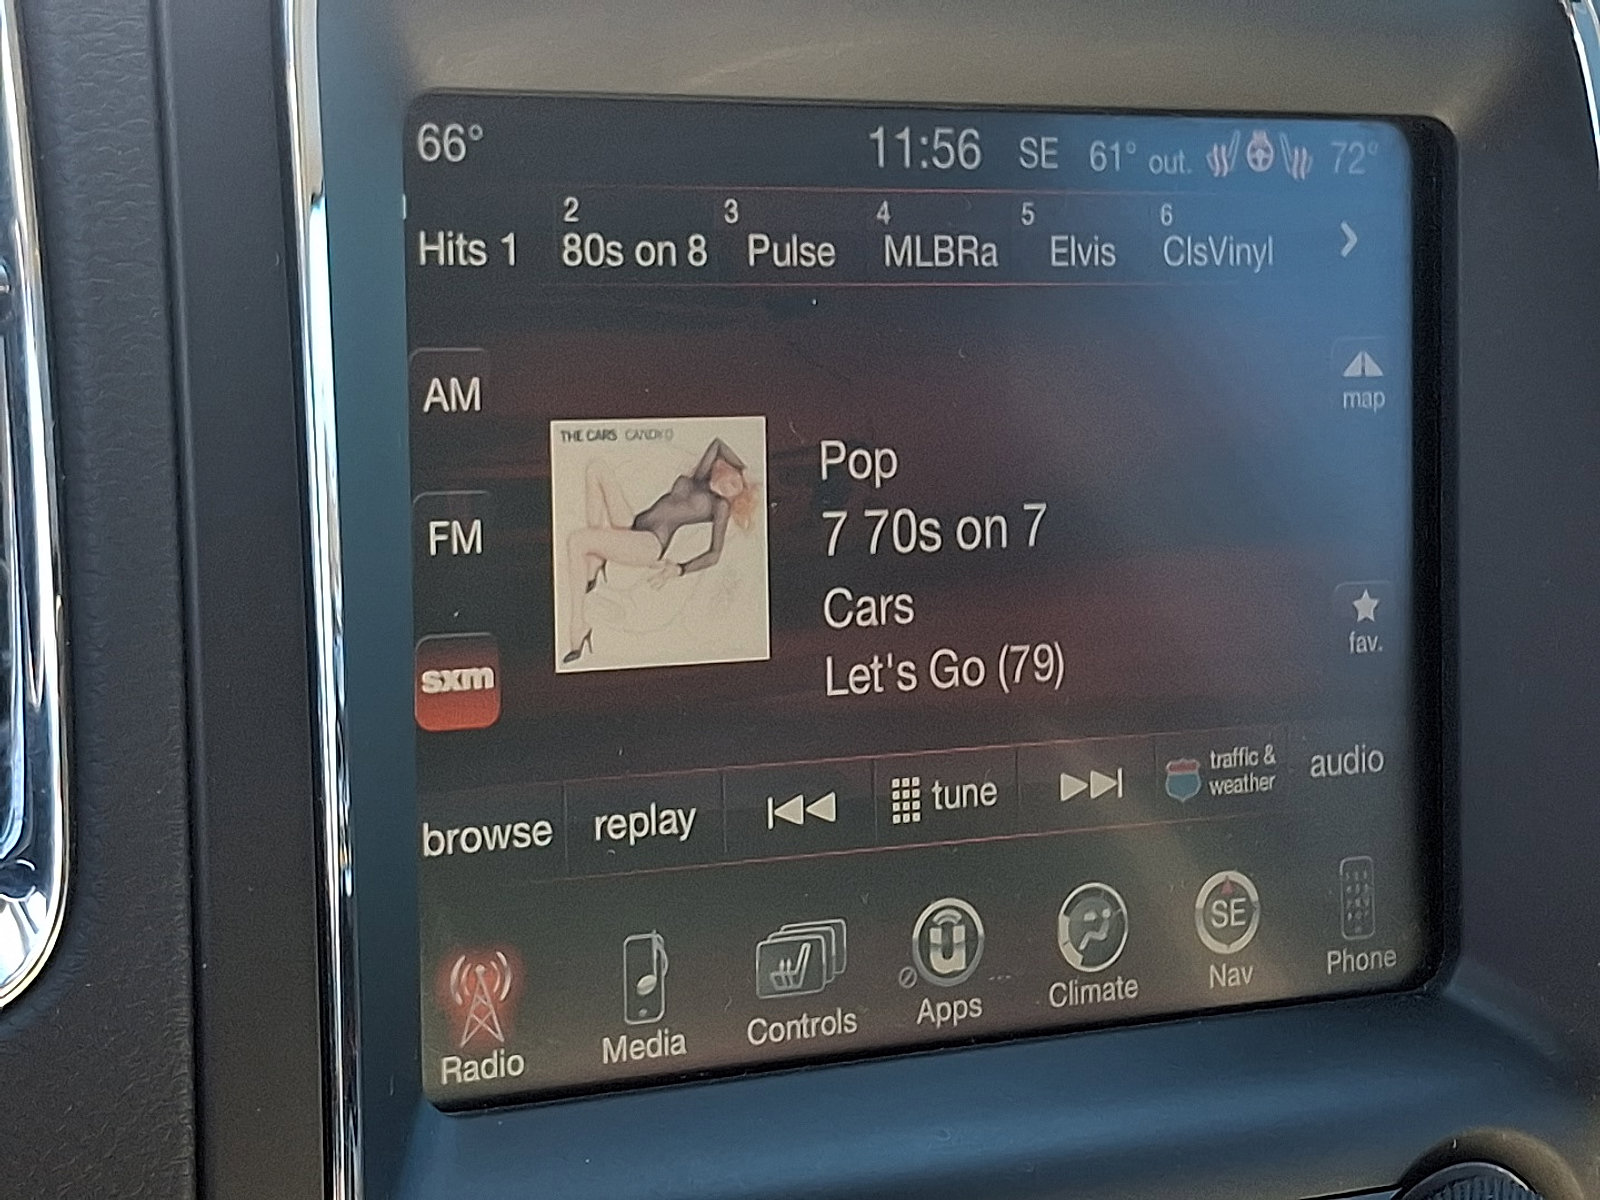 66° 11:56 SE 61° out. 72°
2 3 4 5 6
Hits 1 80s on 8 Pulse MLBRa Elvis ClsVinyl
AM
map
THE CARS CANDY-O
Pop
FM
7 70s on 7
Cars
fav.
sxm
Let's Go (79)
browse replay tune traffic & weather audio
SE
Radio Media Controls Apps Climate Nav Phone